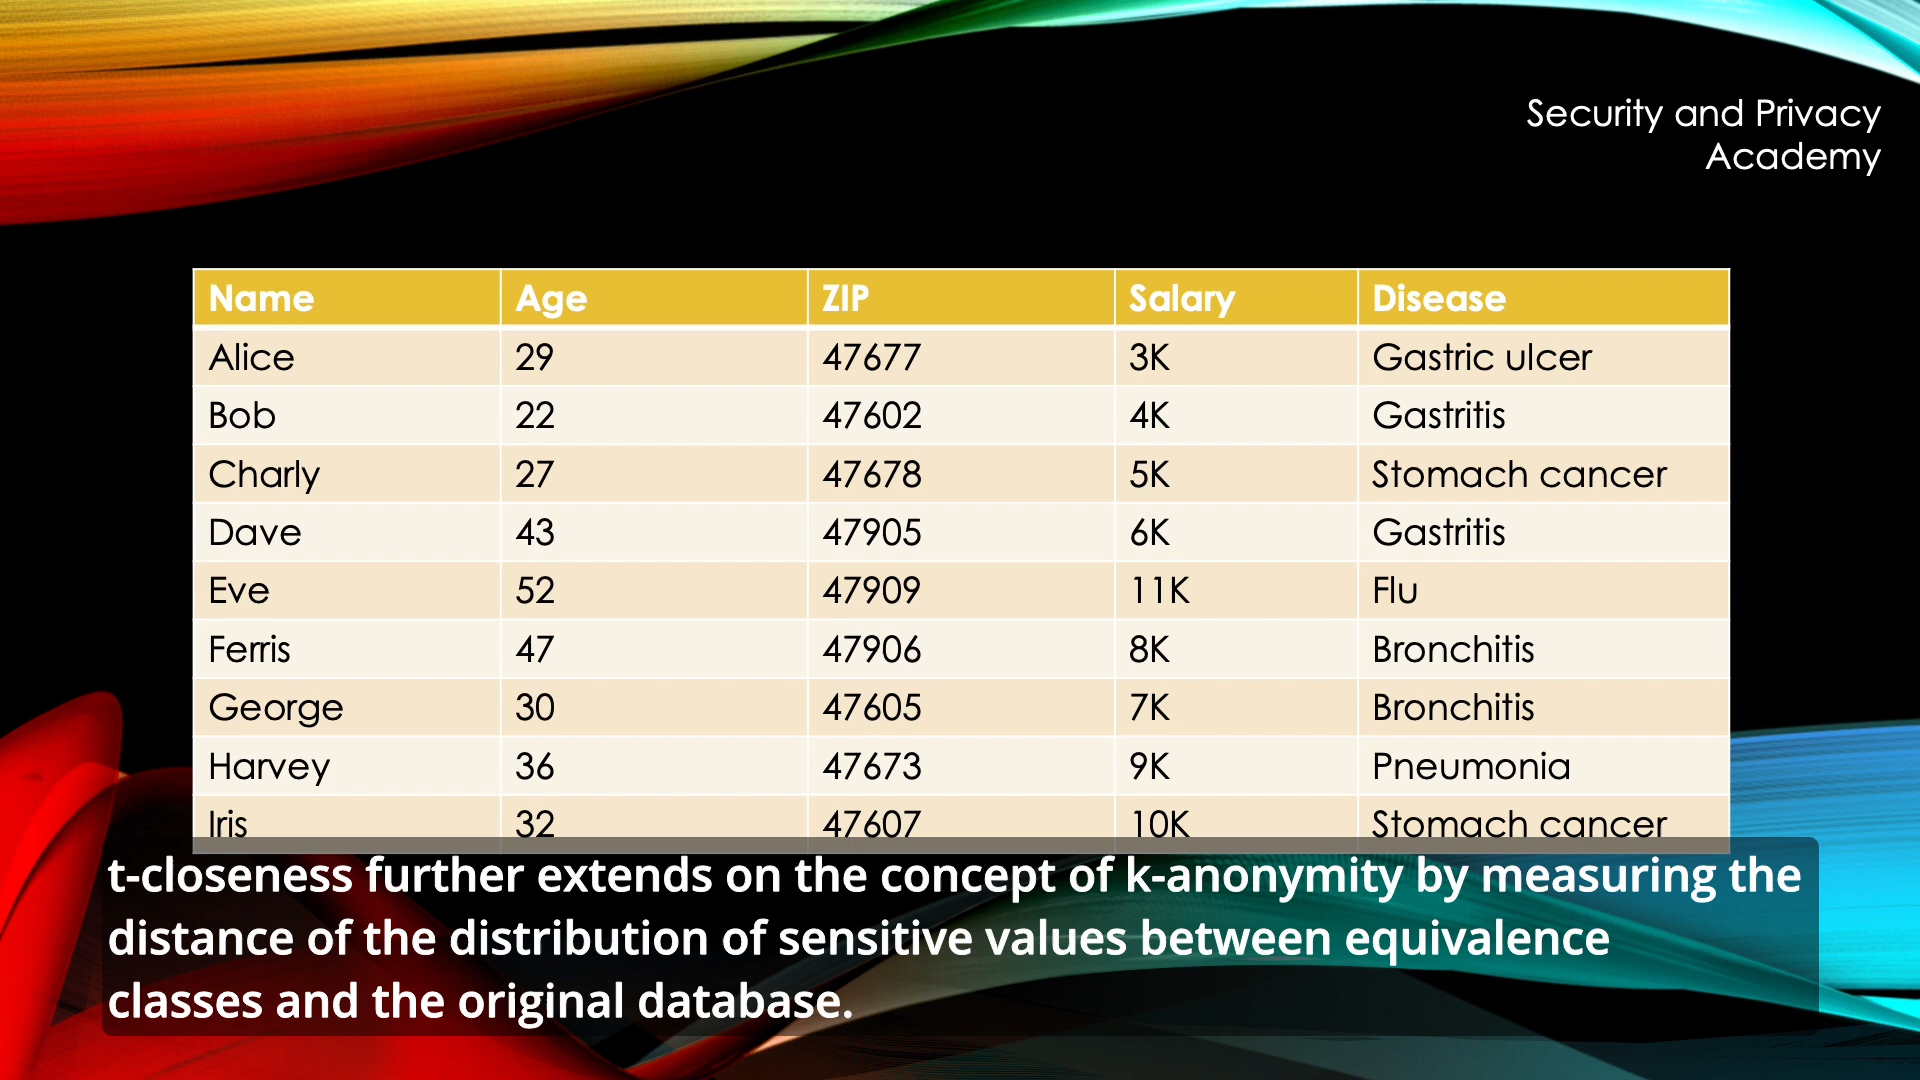 Security and Privacy
Academy
Name Age ZIP Salary Disease
Alice 29 47677 3K Gastric ulcer
Bob 22 47602 4K Gastritis
Charly 27 47678 5K Stomach cancer
Dave 43 47905 6K Gastritis
Eve 52 47909 11K Flu
Ferris 47 47906 8K Bronchitis
George 30 47605 7K Bronchitis
Harvey 36 47673 9K Pneumonia
Iris 32 47607 10K Stomach cancer
t-closeness further extends on the concept of k-anonymity by measuring the
distance of the distribution of sensitive values between equivalence
classes and the original database.